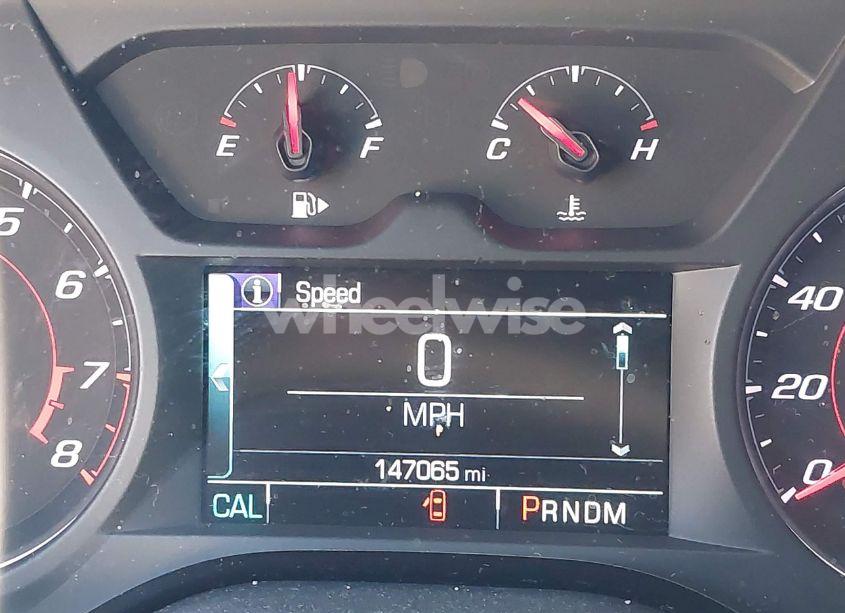 E F
C H
5
6
7
8
i Speed
wheelwise
0
MPH
147065 mi
CAL
PRNDM
40
20
0